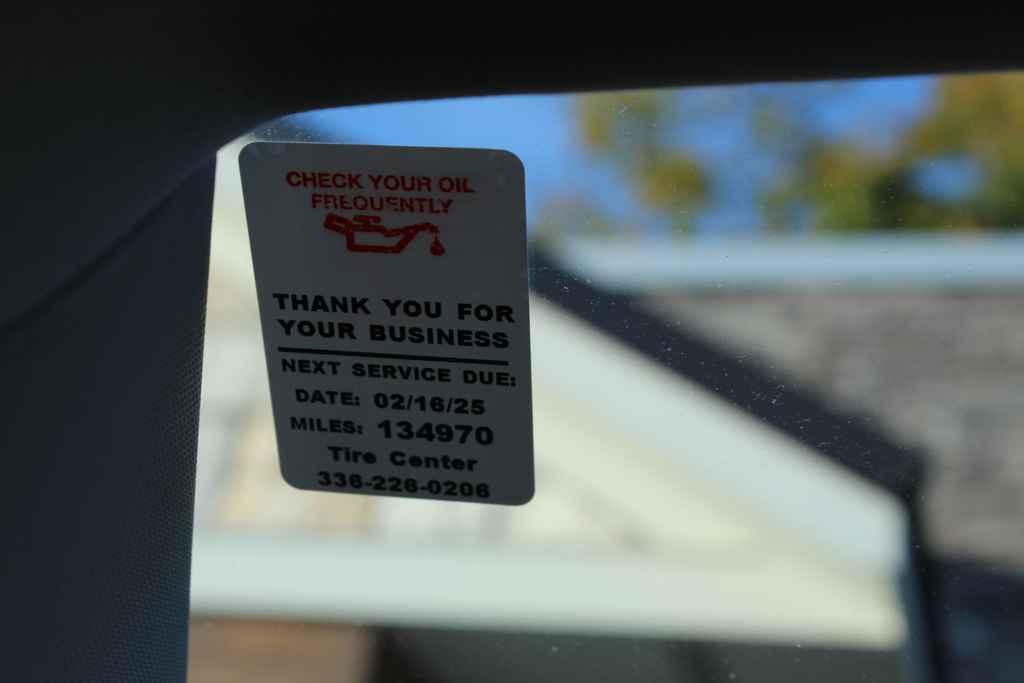 CHECK YOUR OIL
FREQUENTLY
THANK YOU FOR
YOUR BUSINESS
NEXT SERVICE DUE:
DATE: 02/16/25
MILES: 134970
Tire Center
336-226-0206